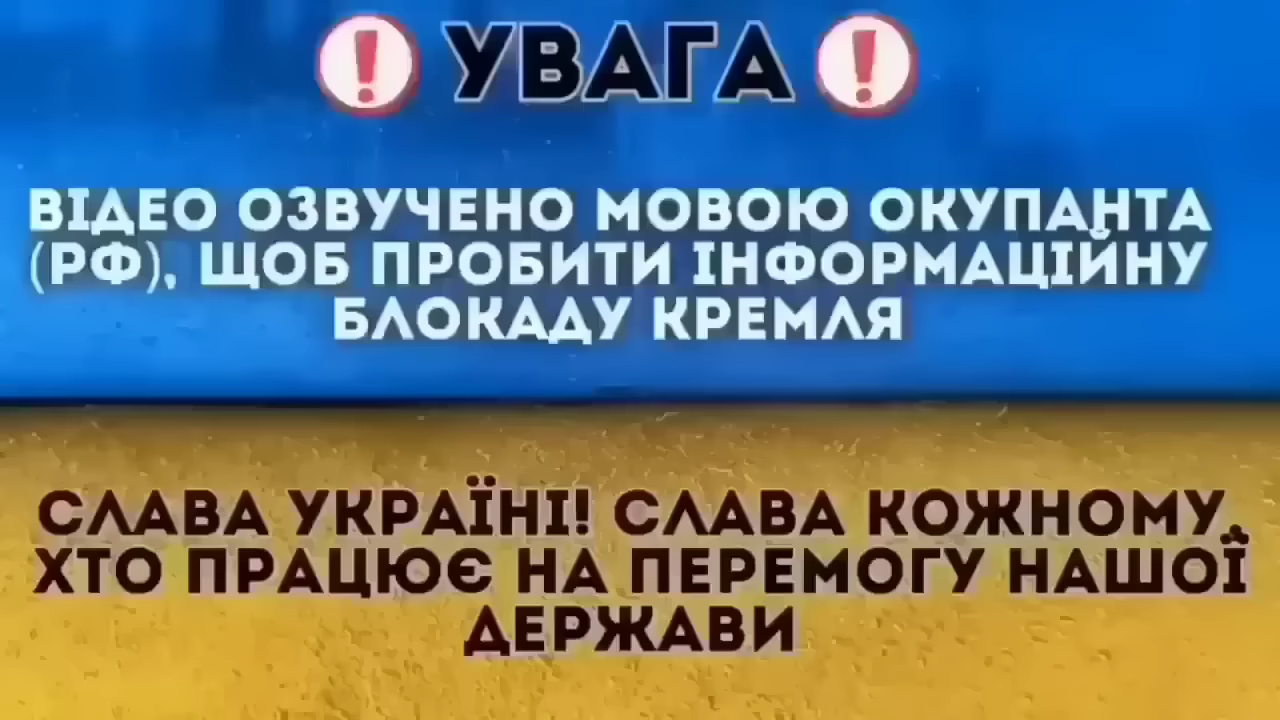 ❗ УВАГА ❗
ВІДЕО ОЗВУЧЕНО МОВОЮ ОКУПАНТА
(РФ), ЩОБ ПРОБИТИ ІНФОРМАЦІЙНУ
БЛОКАДУ КРЕМЛЯ
СЛАВА УКРАЇНІ! СЛАВА КОЖНОМУ,
ХТО ПРАЦЮЄ НА ПЕРЕМОГУ НАШОЇ
ДЕРЖАВИ